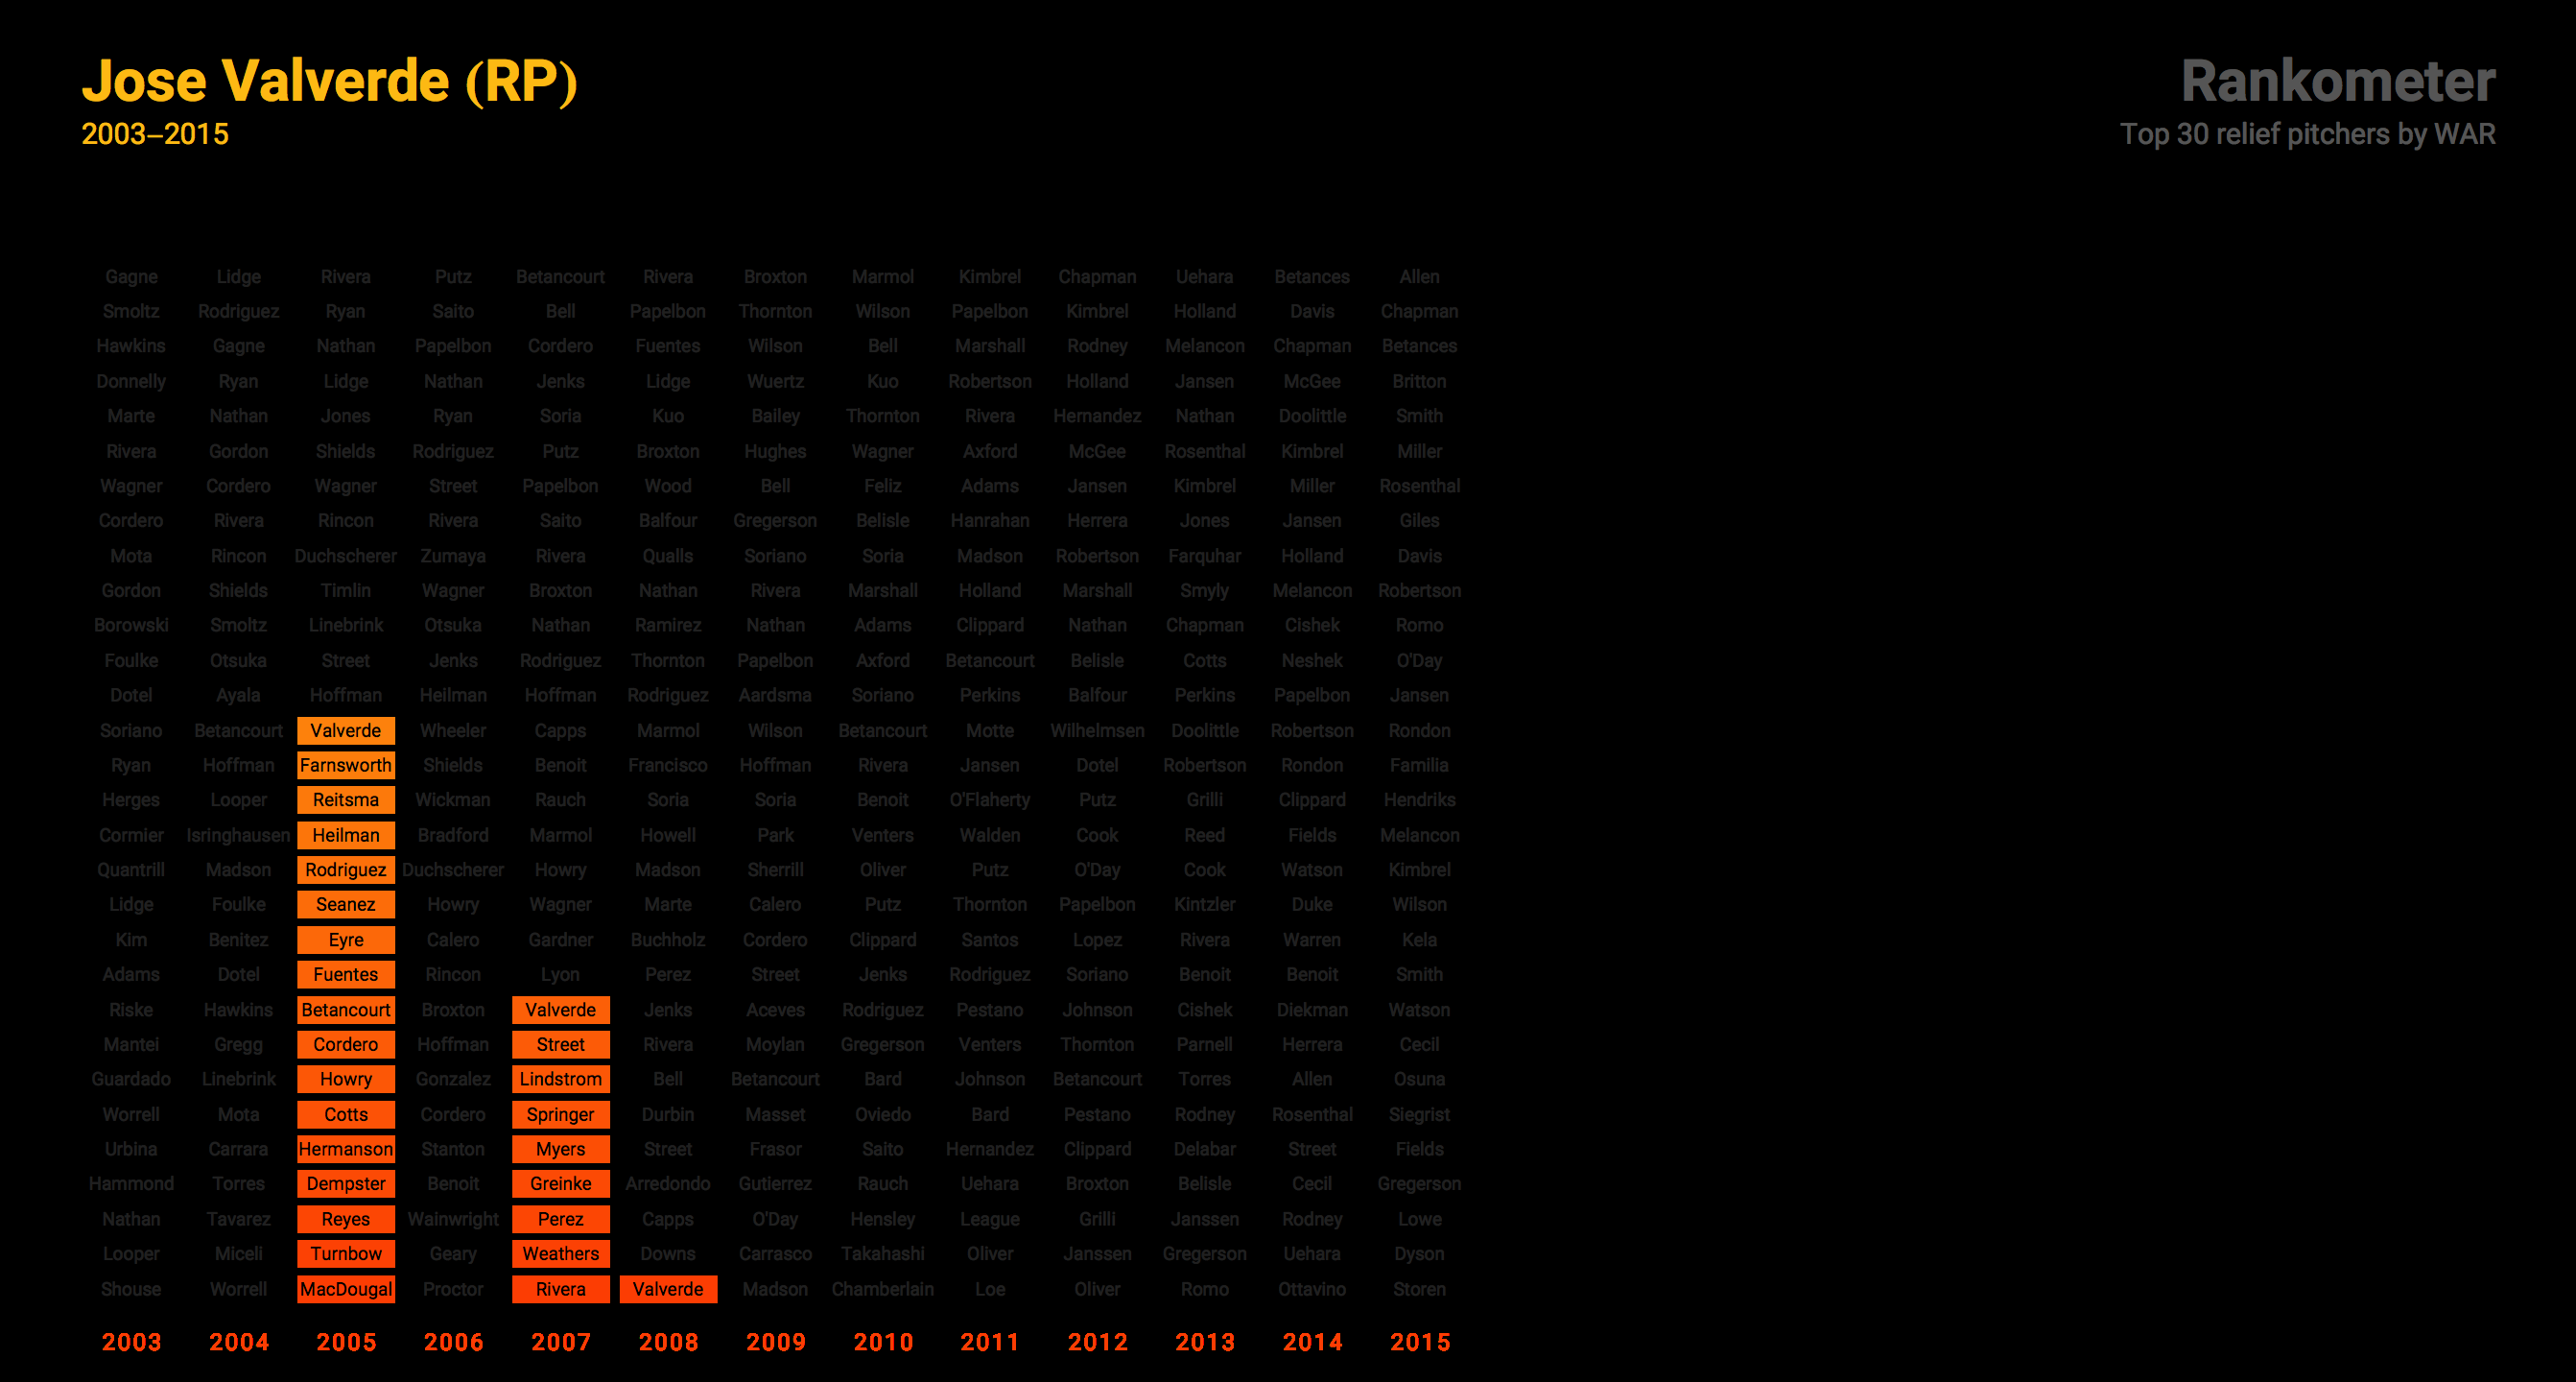 Jose Valverde (RP)
2003–2015
Rankometer
Top 30 relief pitchers by WAR
Gagne Lidge Rivera Putz Betancourt Rivera Broxton Marmol Kimbrel Chapman Uehara Betances Allen
Smoltz Rodriguez Ryan Saito Bell Papelbon Thornton Wilson Papelbon Kimbrel Holland Davis Chapman
Hawkins Gagne Nathan Papelbon Cordero Fuentes Wilson Bell Marshall Rodney Melancon Chapman Betances
Donnelly Ryan Lidge Nathan Jenks Lidge Wuertz Kuo Robertson Holland Jansen McGee Britton
Marte Nathan Jones Ryan Soria Kuo Bailey Thornton Rivera Hernandez Nathan Doolittle Smith
Rivera Gordon Shields Rodriguez Putz Broxton Hughes Wagner Axford McGee Rosenthal Kimbrel Miller
Wagner Cordero Wagner Street Papelbon Wood Bell Feliz Adams Jansen Kimbrel Miller Rosenthal
Cordero Rivera Rincon Rivera Saito Balfour Gregerson Belisle Hanrahan Herrera Jones Jansen Giles
Mota Rincon Duchscherer Zumaya Rivera Qualls Soriano Soria Madson Robertson Farquhar Holland Davis
Gordon Shields Timlin Wagner Broxton Nathan Rivera Marshall Holland Marshall Smyly Melancon Robertson
Borowski Smoltz Linebrink Otsuka Nathan Ramirez Nathan Adams Clippard Nathan Chapman Cishek Romo
Foulke Otsuka Street Jenks Rodriguez Thornton Papelbon Axford Betancourt Belisle Cotts Neshek O'Day
Dotel Ayala Hoffman Heilman Hoffman Rodriguez Aardsma Soriano Perkins Balfour Perkins Papelbon Jansen
Soriano Betancourt Valverde Wheeler Capps Marmol Wilson Betancourt Motte Wilhelmsen Doolittle Robertson Rondon
Ryan Hoffman Farnsworth Shields Benoit Francisco Hoffman Rivera Jansen Dotel Robertson Rondon Familia
Herges Looper Reitsma Wickman Rauch Soria Soria Benoit O'Flaherty Putz Grilli Clippard Hendriks
Cormier Isringhausen Heilman Bradford Marmol Howell Park Venters Walden Cook Reed Fields Melancon
Quantrill Madson Rodriguez Duchscherer Howry Madson Sherrill Oliver Putz O'Day Cook Watson Kimbrel
Lidge Foulke Seanez Howry Wagner Marte Calero Putz Thornton Papelbon Kintzler Duke Wilson
Kim Benitez Eyre Calero Gardner Buchholz Cordero Clippard Santos Lopez Rivera Warren Kela
Adams Dotel Fuentes Rincon Lyon Perez Street Jenks Rodriguez Soriano Benoit Benoit Smith
Riske Hawkins Betancourt Broxton Valverde Jenks Aceves Rodriguez Pestano Johnson Cishek Diekman Watson
Mantei Gregg Cordero Hoffman Street Rivera Moylan Gregerson Venters Thornton Parnell Herrera Cecil
Guardado Linebrink Howry Gonzalez Lindstrom Bell Betancourt Bard Johnson Betancourt Torres Allen Osuna
Worrell Mota Cotts Cordero Springer Durbin Masset Oviedo Bard Pestano Rodney Rosenthal Siegrist
Urbina Carrara Hermanson Stanton Myers Street Frasor Saito Hernandez Clippard Delabar Street Fields
Hammond Torres Dempster Benoit Greinke Arredondo Gutierrez Rauch Uehara Broxton Belisle Cecil Gregerson
Nathan Tavarez Reyes Wainwright Perez Capps O'Day Hensley League Grilli Janssen Rodney Lowe
Looper Miceli Turnbow Geary Weathers Downs Carrasco Takahashi Oliver Janssen Gregerson Uehara Dyson
Shouse Worrell MacDougal Proctor Rivera Valverde Madson Chamberlain Loe Oliver Romo Ottavino Storen
2003 2004 2005 2006 2007 2008 2009 2010 2011 2012 2013 2014 2015